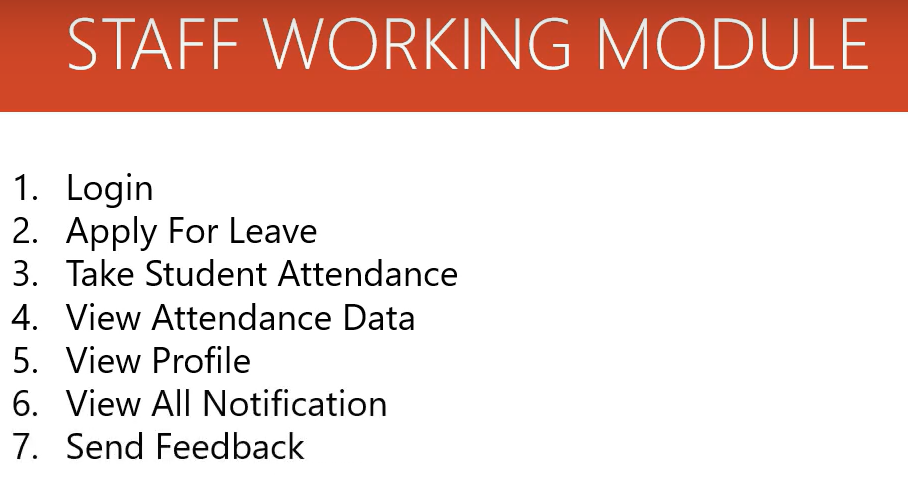 STAFF WORKING MODULE
1. Login
2. Apply For Leave
3. Take Student Attendance
4. View Attendance Data
5. View Profile
6. View All Notification
7. Send Feedback